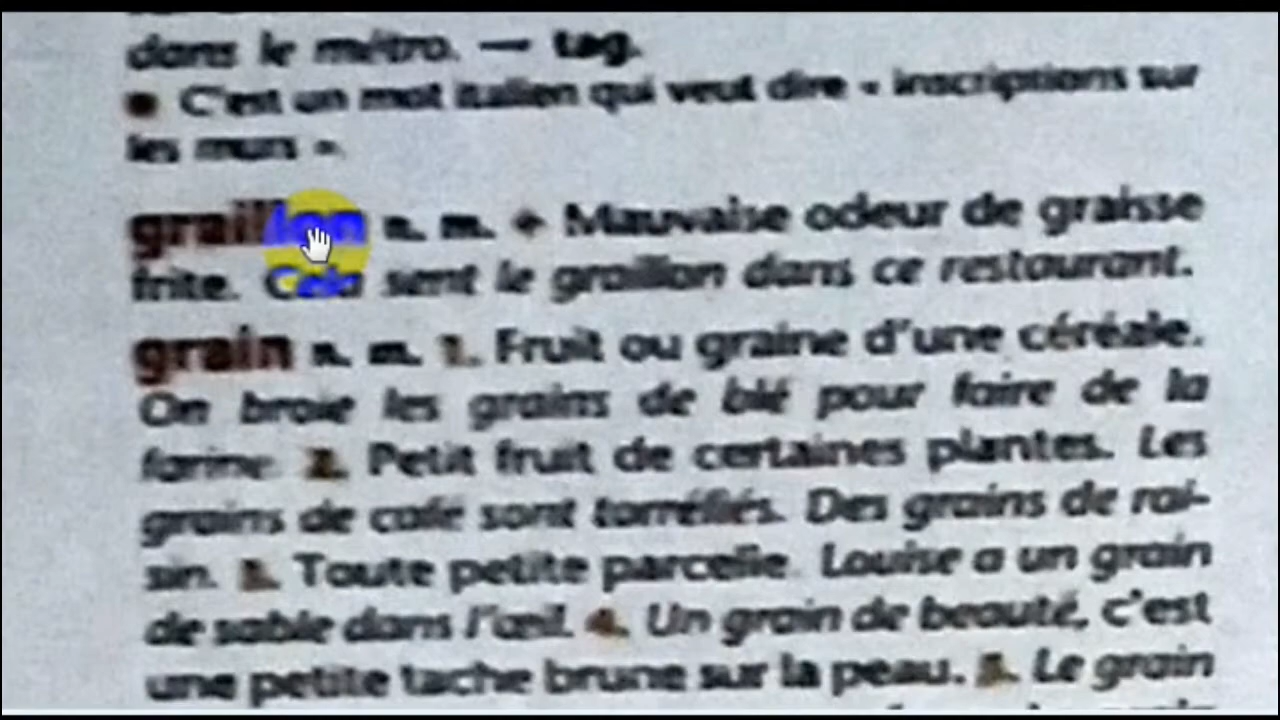 dans le métro. — tag.
● C'est un mot italien qui veut dire « inscriptions sur
les murs ».
graillon n. m. ✦ Mauvaise odeur de graisse
frite. Cela sent le graillon dans ce restaurant.
grain n. m. 1. Fruit ou graine d'une céréale.
On broie les grains de blé pour faire de la
farine. 2. Petit fruit de certaines plantes. Les
grains de café sont torréfiés. Des grains de rai-
sin. 3. Toute petite parcelle. Louise a un grain
de sable dans l'œil. 4. Un grain de beauté, c'est
une petite tache brune sur la peau. 5. Le grain